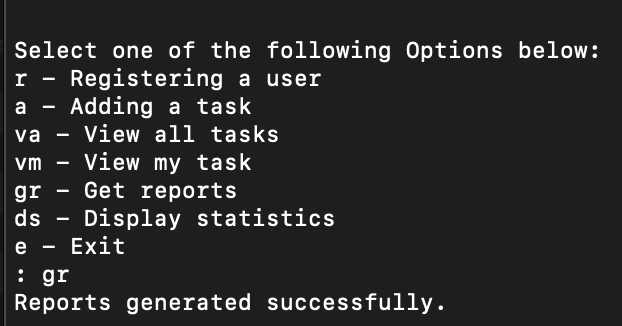 Select one of the following Options below:
r – Registering a user
a – Adding a task
va – View all tasks
vm – View my task
gr – Get reports
ds – Display statistics
e – Exit
: gr
Reports generated successfully.